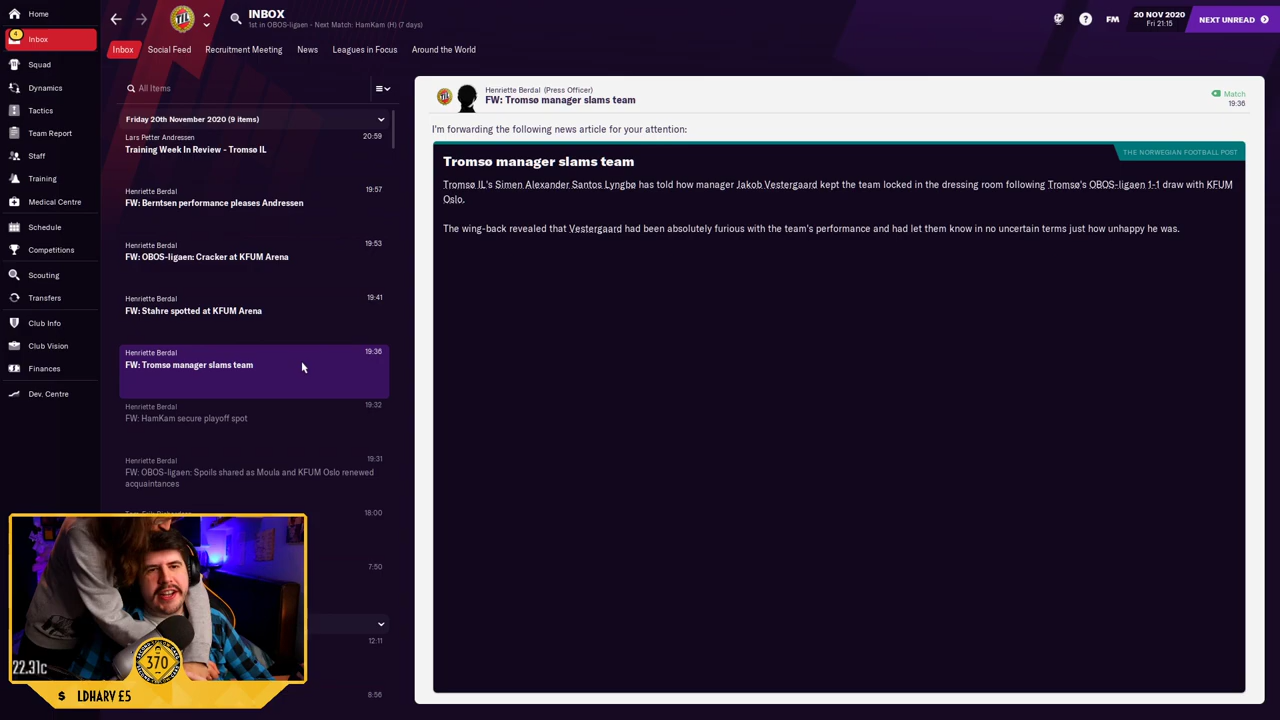 Home
4
Inbox
Squad
Dynamics
Tactics
Team Report
Staff
Training
Medical Centre
Schedule
Competitions
Scouting
Transfers
Club Info
Club Vision
Finances
Dev. Centre
TIL
INBOX
1st in OBOS-ligaen - Next Match: HamKam (H) (7 days)
FM
20 NOV 2020
Fri 21:15
NEXT UNREAD
Inbox
Social Feed
Recruitment Meeting
News
Leagues in Focus
Around the World
All Items
Friday 20th November 2020 (9 items)
Lars Petter Andressen
20:59
Training Week In Review - Tromsø IL
Henriette Berdal
19:57
FW: Berntsen performance pleases Andressen
Henriette Berdal
19:53
FW: OBOS-ligaen: Cracker at KFUM Arena
Henriette Berdal
19:41
FW: Stahre spotted at KFUM Arena
Henriette Berdal
19:36
FW: Tromsø manager slams team
Henriette Berdal
19:32
FW: HamKam secure playoff spot
Henriette Berdal
19:31
FW: OBOS-ligaen: Spoils shared as Moula and KFUM Oslo renewed
acquaintances
18:00
7:50
12:11
8:56
Henriette Berdal (Press Officer)
FW: Tromsø manager slams team
Match
19:36
I'm forwarding the following news article for your attention:
THE NORWEGIAN FOOTBALL POST
Tromsø manager slams team
Tromsø IL's Simen Alexander Santos Lyngbø has told how manager Jakob Vestergaard kept the team locked in the dressing room following Tromsø's OBOS-ligaen 1-1 draw with KFUM
Oslo.
The wing-back revealed that Vestergaard had been absolutely furious with the team's performance and had let them know in no uncertain terms just how unhappy he was.
22.31c
370
$ LDHARV £5